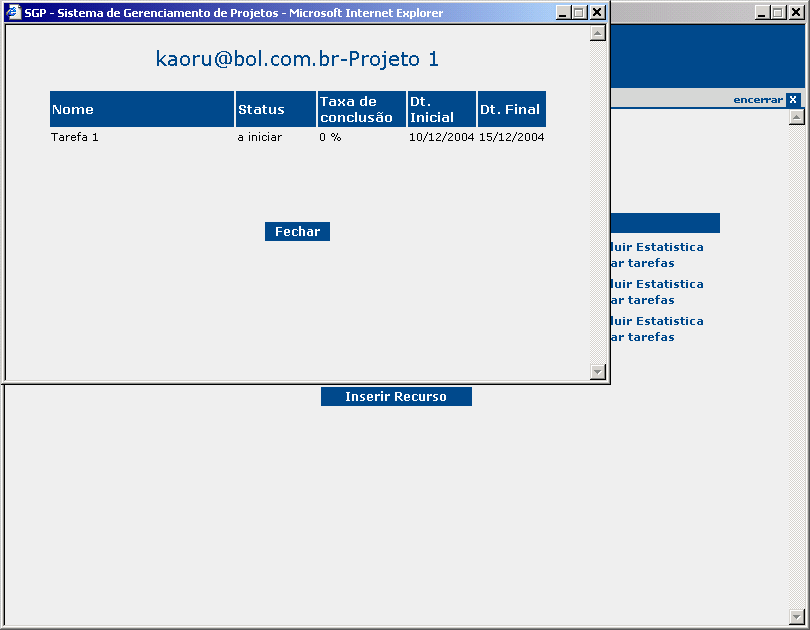 SGP - Sistema de Gerenciamento de Projetos - Microsoft Internet Explorer
kaoru@bol.com.br-Projeto 1
Nome Status Taxa de conclusão Dt. Inicial Dt. Final
Tarefa 1 a iniciar 0 % 10/12/2004 15/12/2004
Fechar
encerrar X
luir Estatistica
ar tarefas
luir Estatistica
ar tarefas
luir Estatistica
ar tarefas
Inserir Recurso